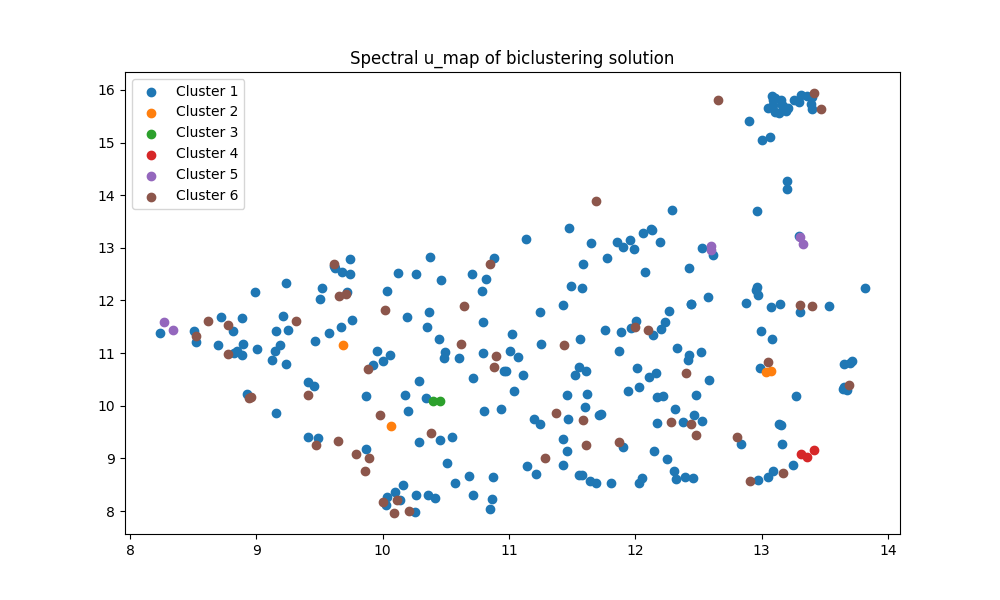 Spectral u_map of biclustering solution
Cluster 1
Cluster 2
Cluster 3
Cluster 4
Cluster 5
Cluster 6
16
15
14
13
12
11
10
9
8
8 9 10 11 12 13 14